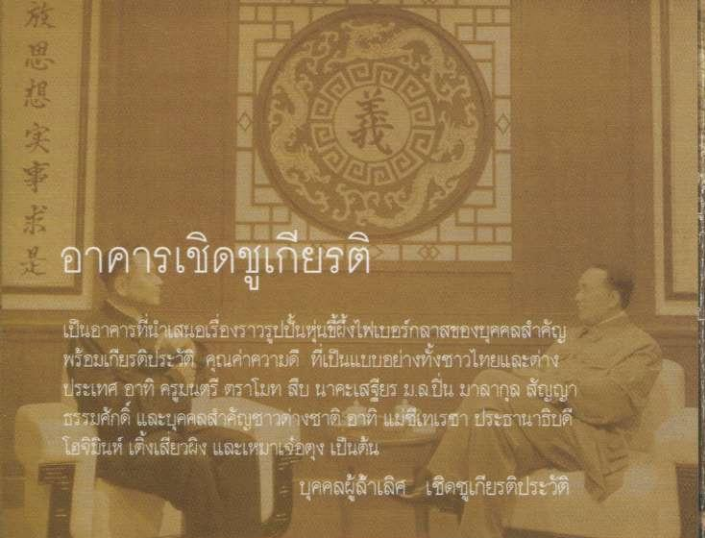 放思想实事求是
義
อาคารเชิดชูเกียรติ
เป็นอาคารที่นำเสนอเรื่องราวรูปปั้นหุ่นขี้ผึ้งไฟเบอร์กลาสของบุคคลสำคัญ
พร้อมเกียรติประวัติ คุณค่าความดี ที่เป็นแบบอย่างทั้งชาวไทยและต่าง
ประเทศ อาทิ ครูมนตรี ตราโมท สืบ นาคะเสฐียร ม.ล.ปิ่น มาลากุล สัญญา
ธรรมศักดิ์ และบุคคลสำคัญชาวต่างชาติ อาทิ แม่ชีเทเรซา ประธานาธิบดี
โฮจิมินห์ เติ้งเสี่ยวผิง และเหมาเจ๋อตุง เป็นต้น
บุคคลผู้ล้ำเลิศ เชิดชูเกียรติประวัติ